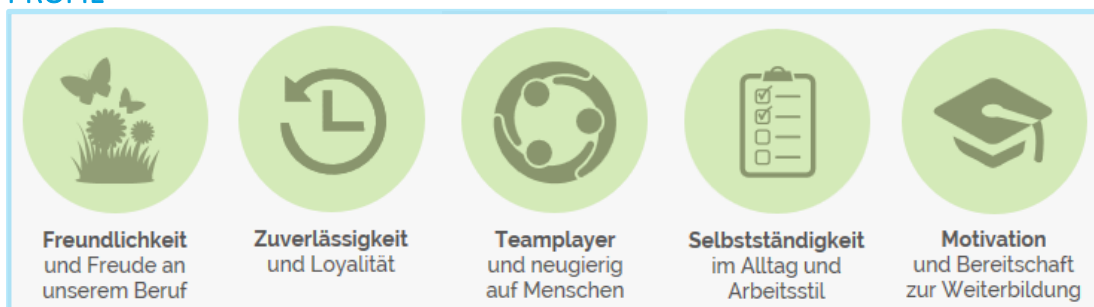 Freundlichkeit
und Freude an
unserem Beruf
Zuverlässigkeit
und Loyalität
Teamplayer
und neugierig
auf Menschen
Selbstständigkeit
im Alltag und
Arbeitsstil
Motivation
und Bereitschaft
zur Weiterbildung